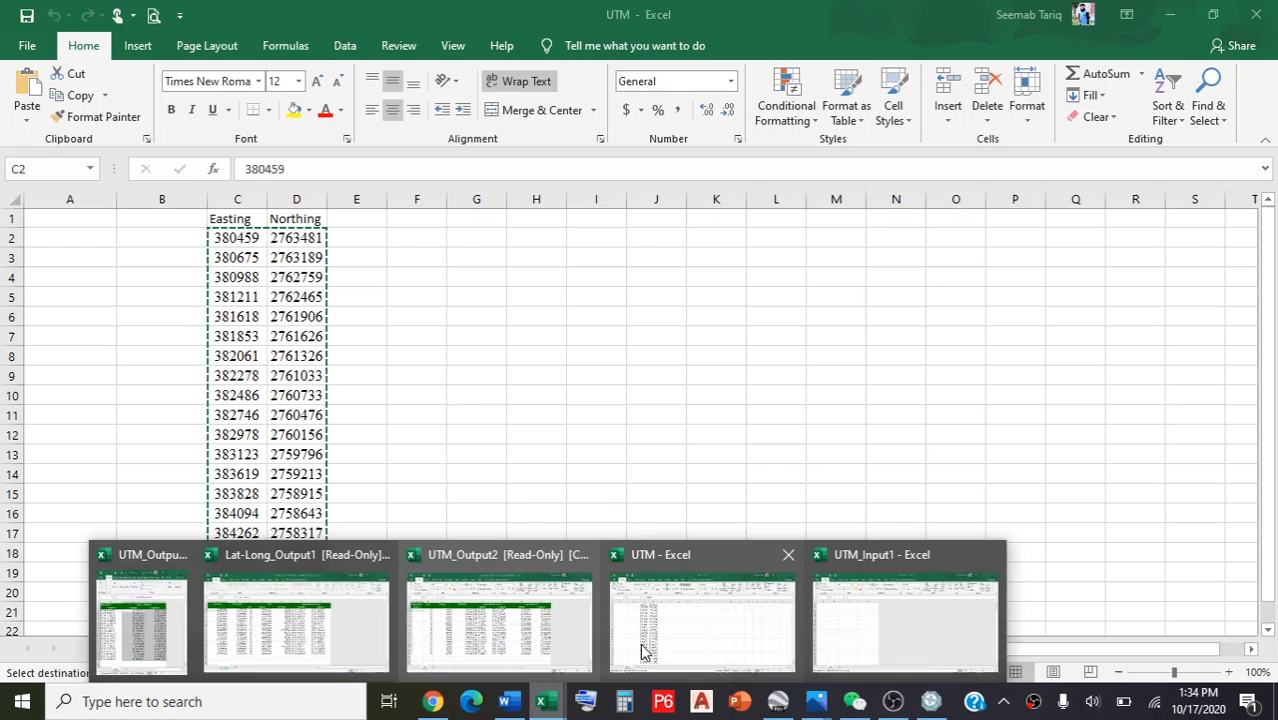 UTM - Excel
Seemab Tariq
File Home Insert Page Layout Formulas Data Review View Help Tell me what you want to do Share
Paste Cut Copy Format Painter
Clipboard
Times New Roma 12
B I U A
Font
Wrap Text
Merge & Center
Alignment
General
$ %
Number
Conditional Formatting Format as Table Cell Styles
Styles
Insert Delete Format
Cells
AutoSum
Fill
Clear
Sort & Filter Find & Select
Editing
C2 fx 380459
A B C D E F G H I J K L M N O P Q R S T
1 Easting Northing
2 380459 2763481
3 380675 2763189
4 380988 2762759
5 381211 2762465
6 381618 2761906
7 381853 2761626
8 382061 2761326
9 382278 2761033
10 382486 2760733
11 382746 2760476
12 382978 2760156
13 383123 2759796
14 383619 2759213
15 383828 2758915
16 384094 2758643
17 384262 2758317
18
19
20
21
22
UTM_Outpu... Lat-Long_Output1 [Read-Only]... UTM_Output2 [Read-Only] [C... UTM - Excel UTM_Input1 - Excel
Select destination
100%
Type here to search
1:34 PM
10/17/2020